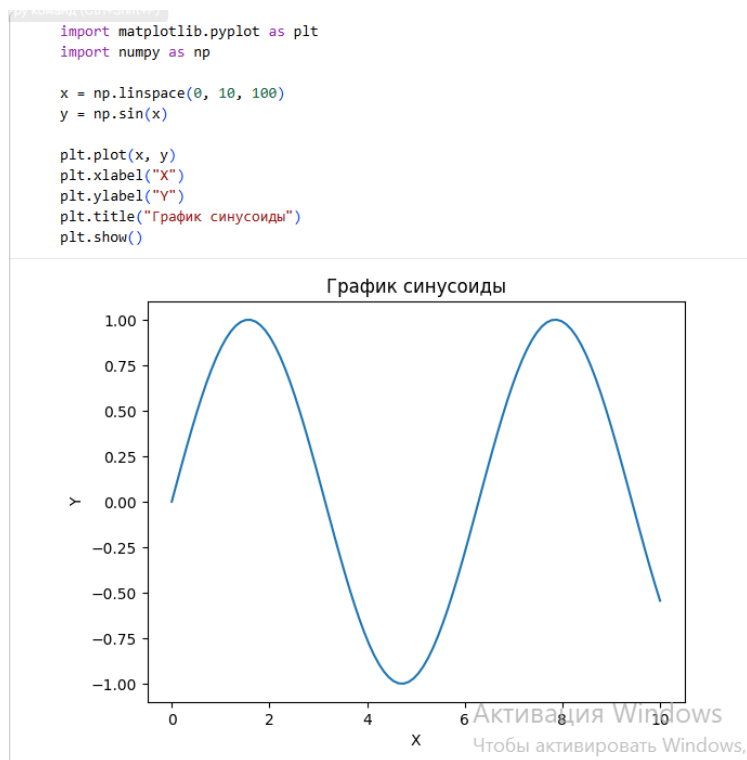 import matplotlib.pyplot as plt
import numpy as np
x = np.linspace(0, 10, 100)
y = np.sin(x)
plt.plot(x, y)
plt.xlabel("X")
plt.ylabel("Y")
plt.title("График синусоиды")
plt.show()
График синусоиды
1.00
0.75
0.50
0.25
0.00
−0.25
−0.50
−0.75
−1.00
Y
0 2 4 6 8 10
X
Активация Windows
Чтобы активировать Windows,